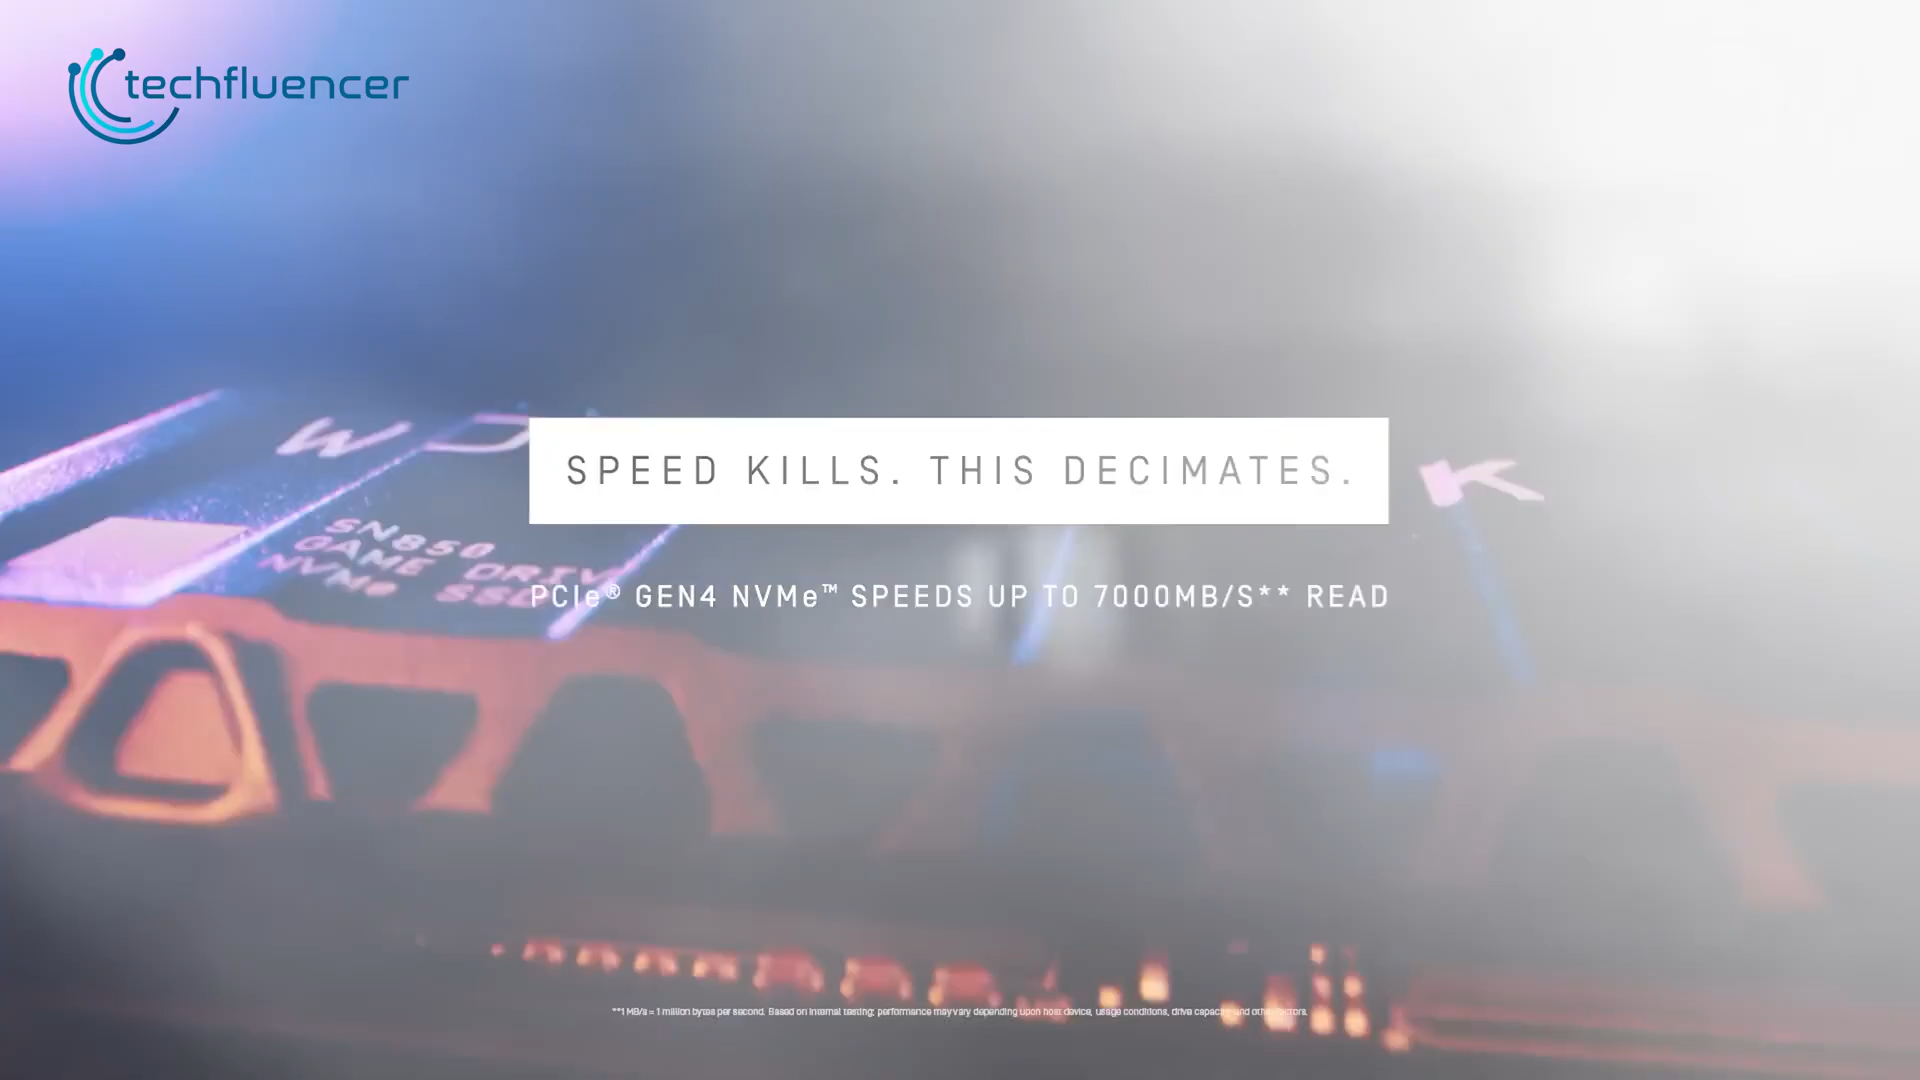 techfluencer
SPEED KILLS. THIS DECIMATES.
SN850
GAME DRIV
NVMe SSD
PCIe® GEN4 NVMe™ SPEEDS UP TO 7000MB/S** READ
**1 MB/s = 1 million bytes per second. Based on internal testing; performance may vary depending upon host device, usage conditions, drive capacity and other factors.